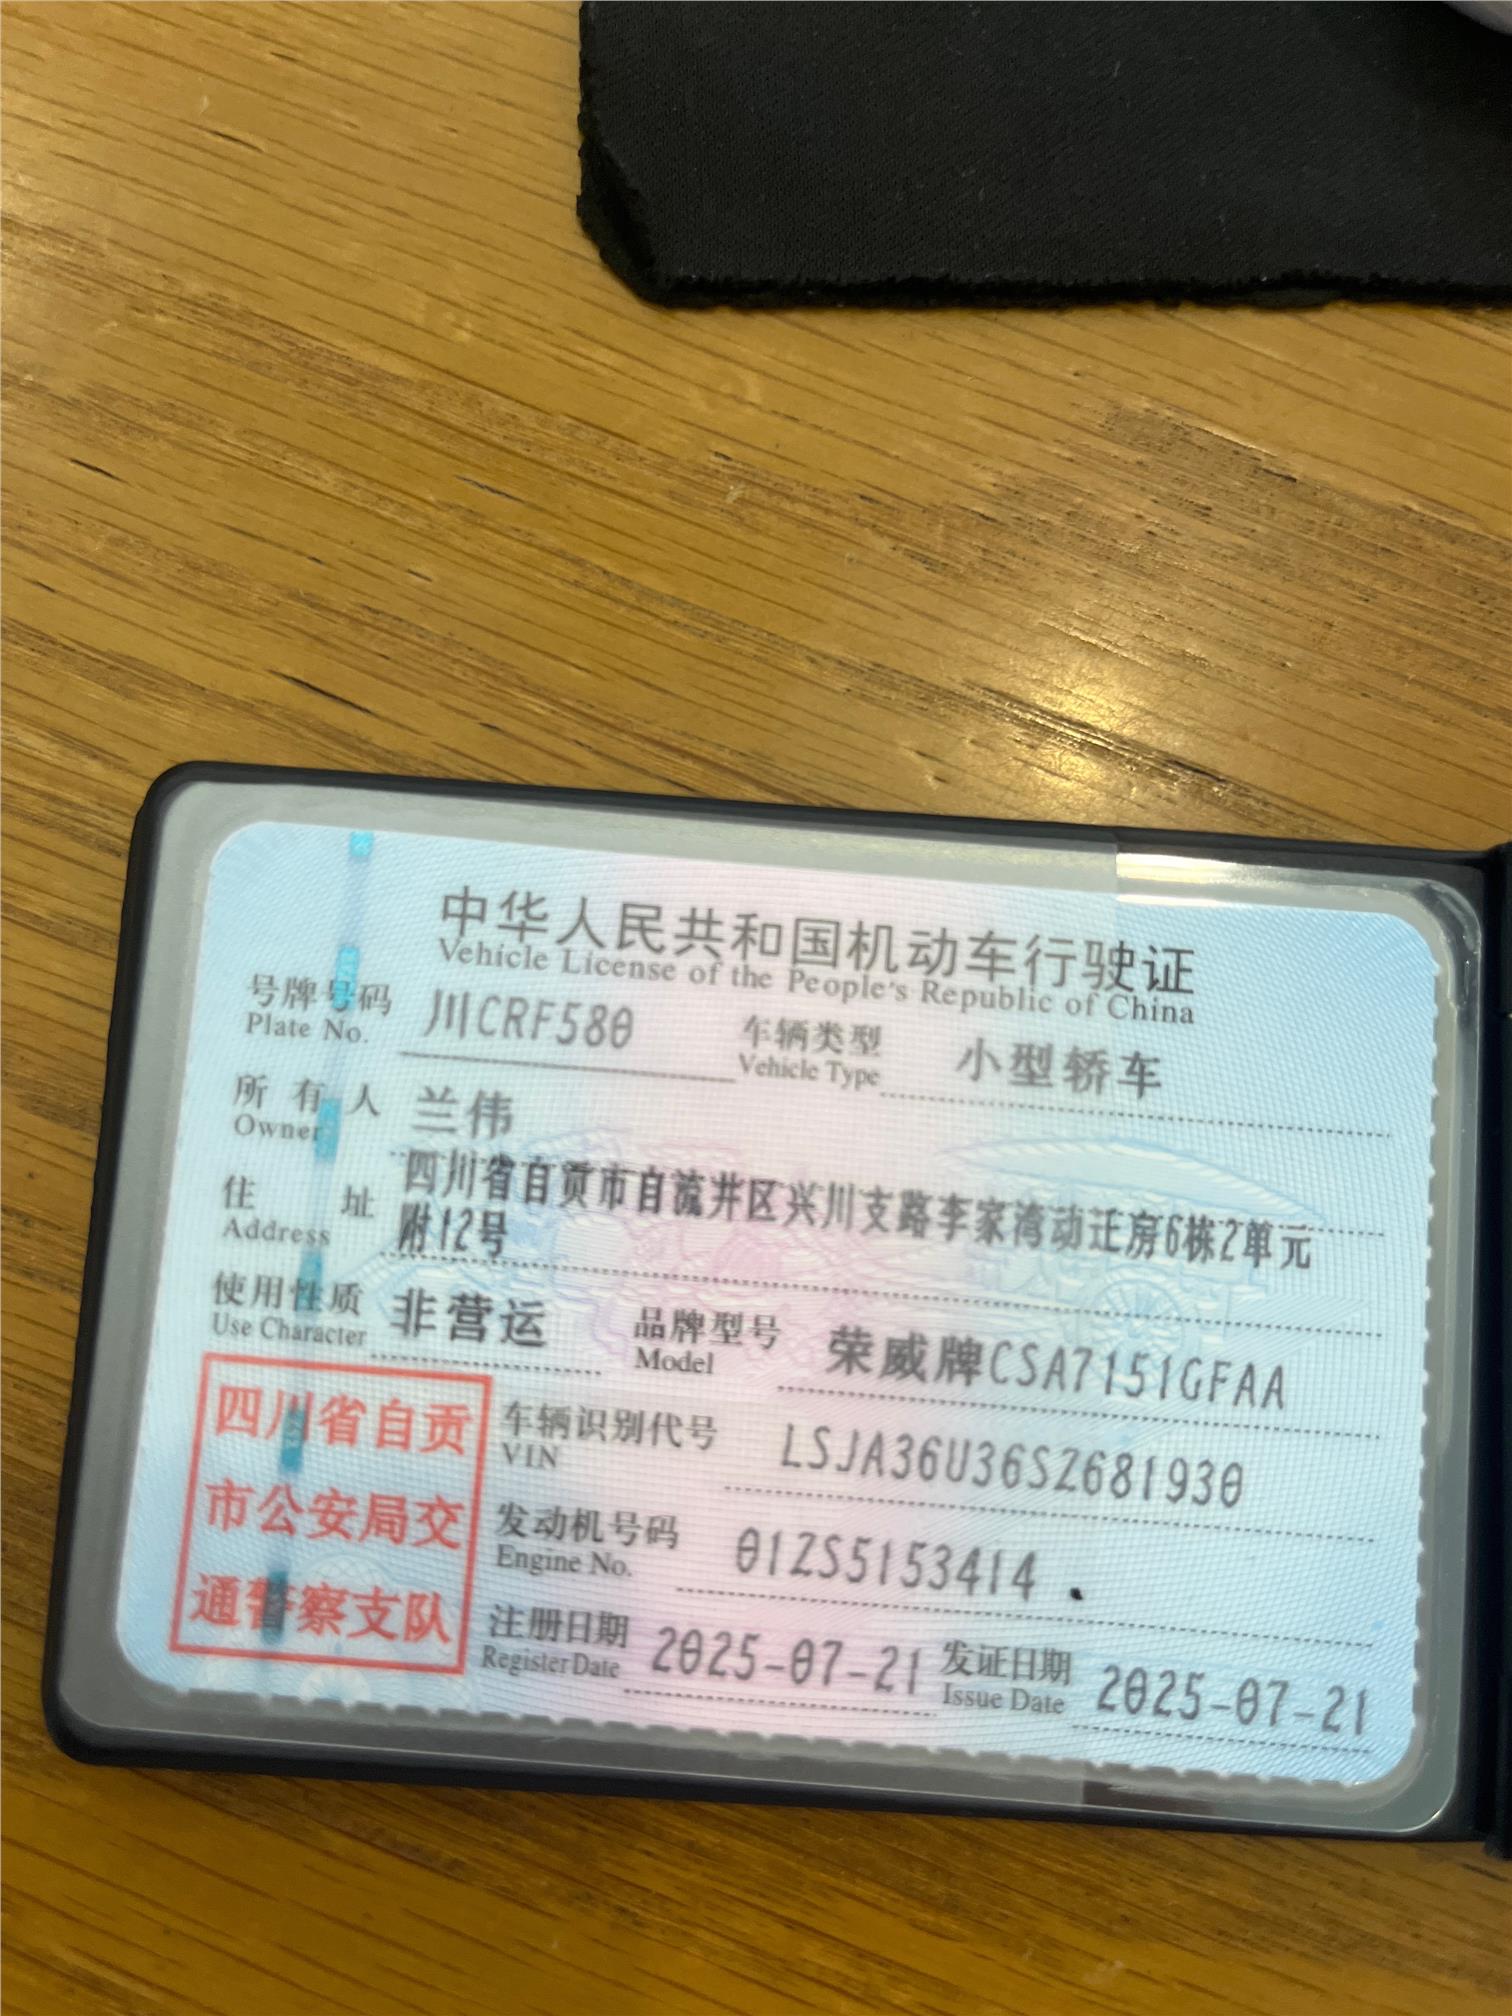 中华人民共和国机动车行驶证
Vehicle License of the People's Republic of China
号牌号码 川CRF580 车辆类型 小型轿车
Plate No. Vehicle Type
所有人 兰伟
Owner
住址 四川省自贡市自流井区兴川支路李家湾动迁房6栋2单元
Address 附12号
使用性质 非营运 品牌型号 荣威牌CSA7151GFAA
Use Character Model
四川省自贡
市公安局交
通警察支队
车辆识别代号 LSJA36U36SZ681930
VIN
发动机号码 01ZS5153414
Engine No.
注册日期 2025-07-21 发证日期 2025-07-21
Register Date Issue Date